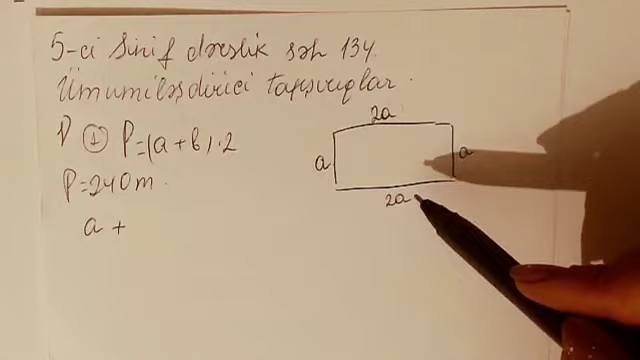 5-ci sinif dərslik səh 134.
Ümumiləşdirici tapşırıqlar.
① P=(a+b)·2
P=240m.
a +
2a
a
a
2a